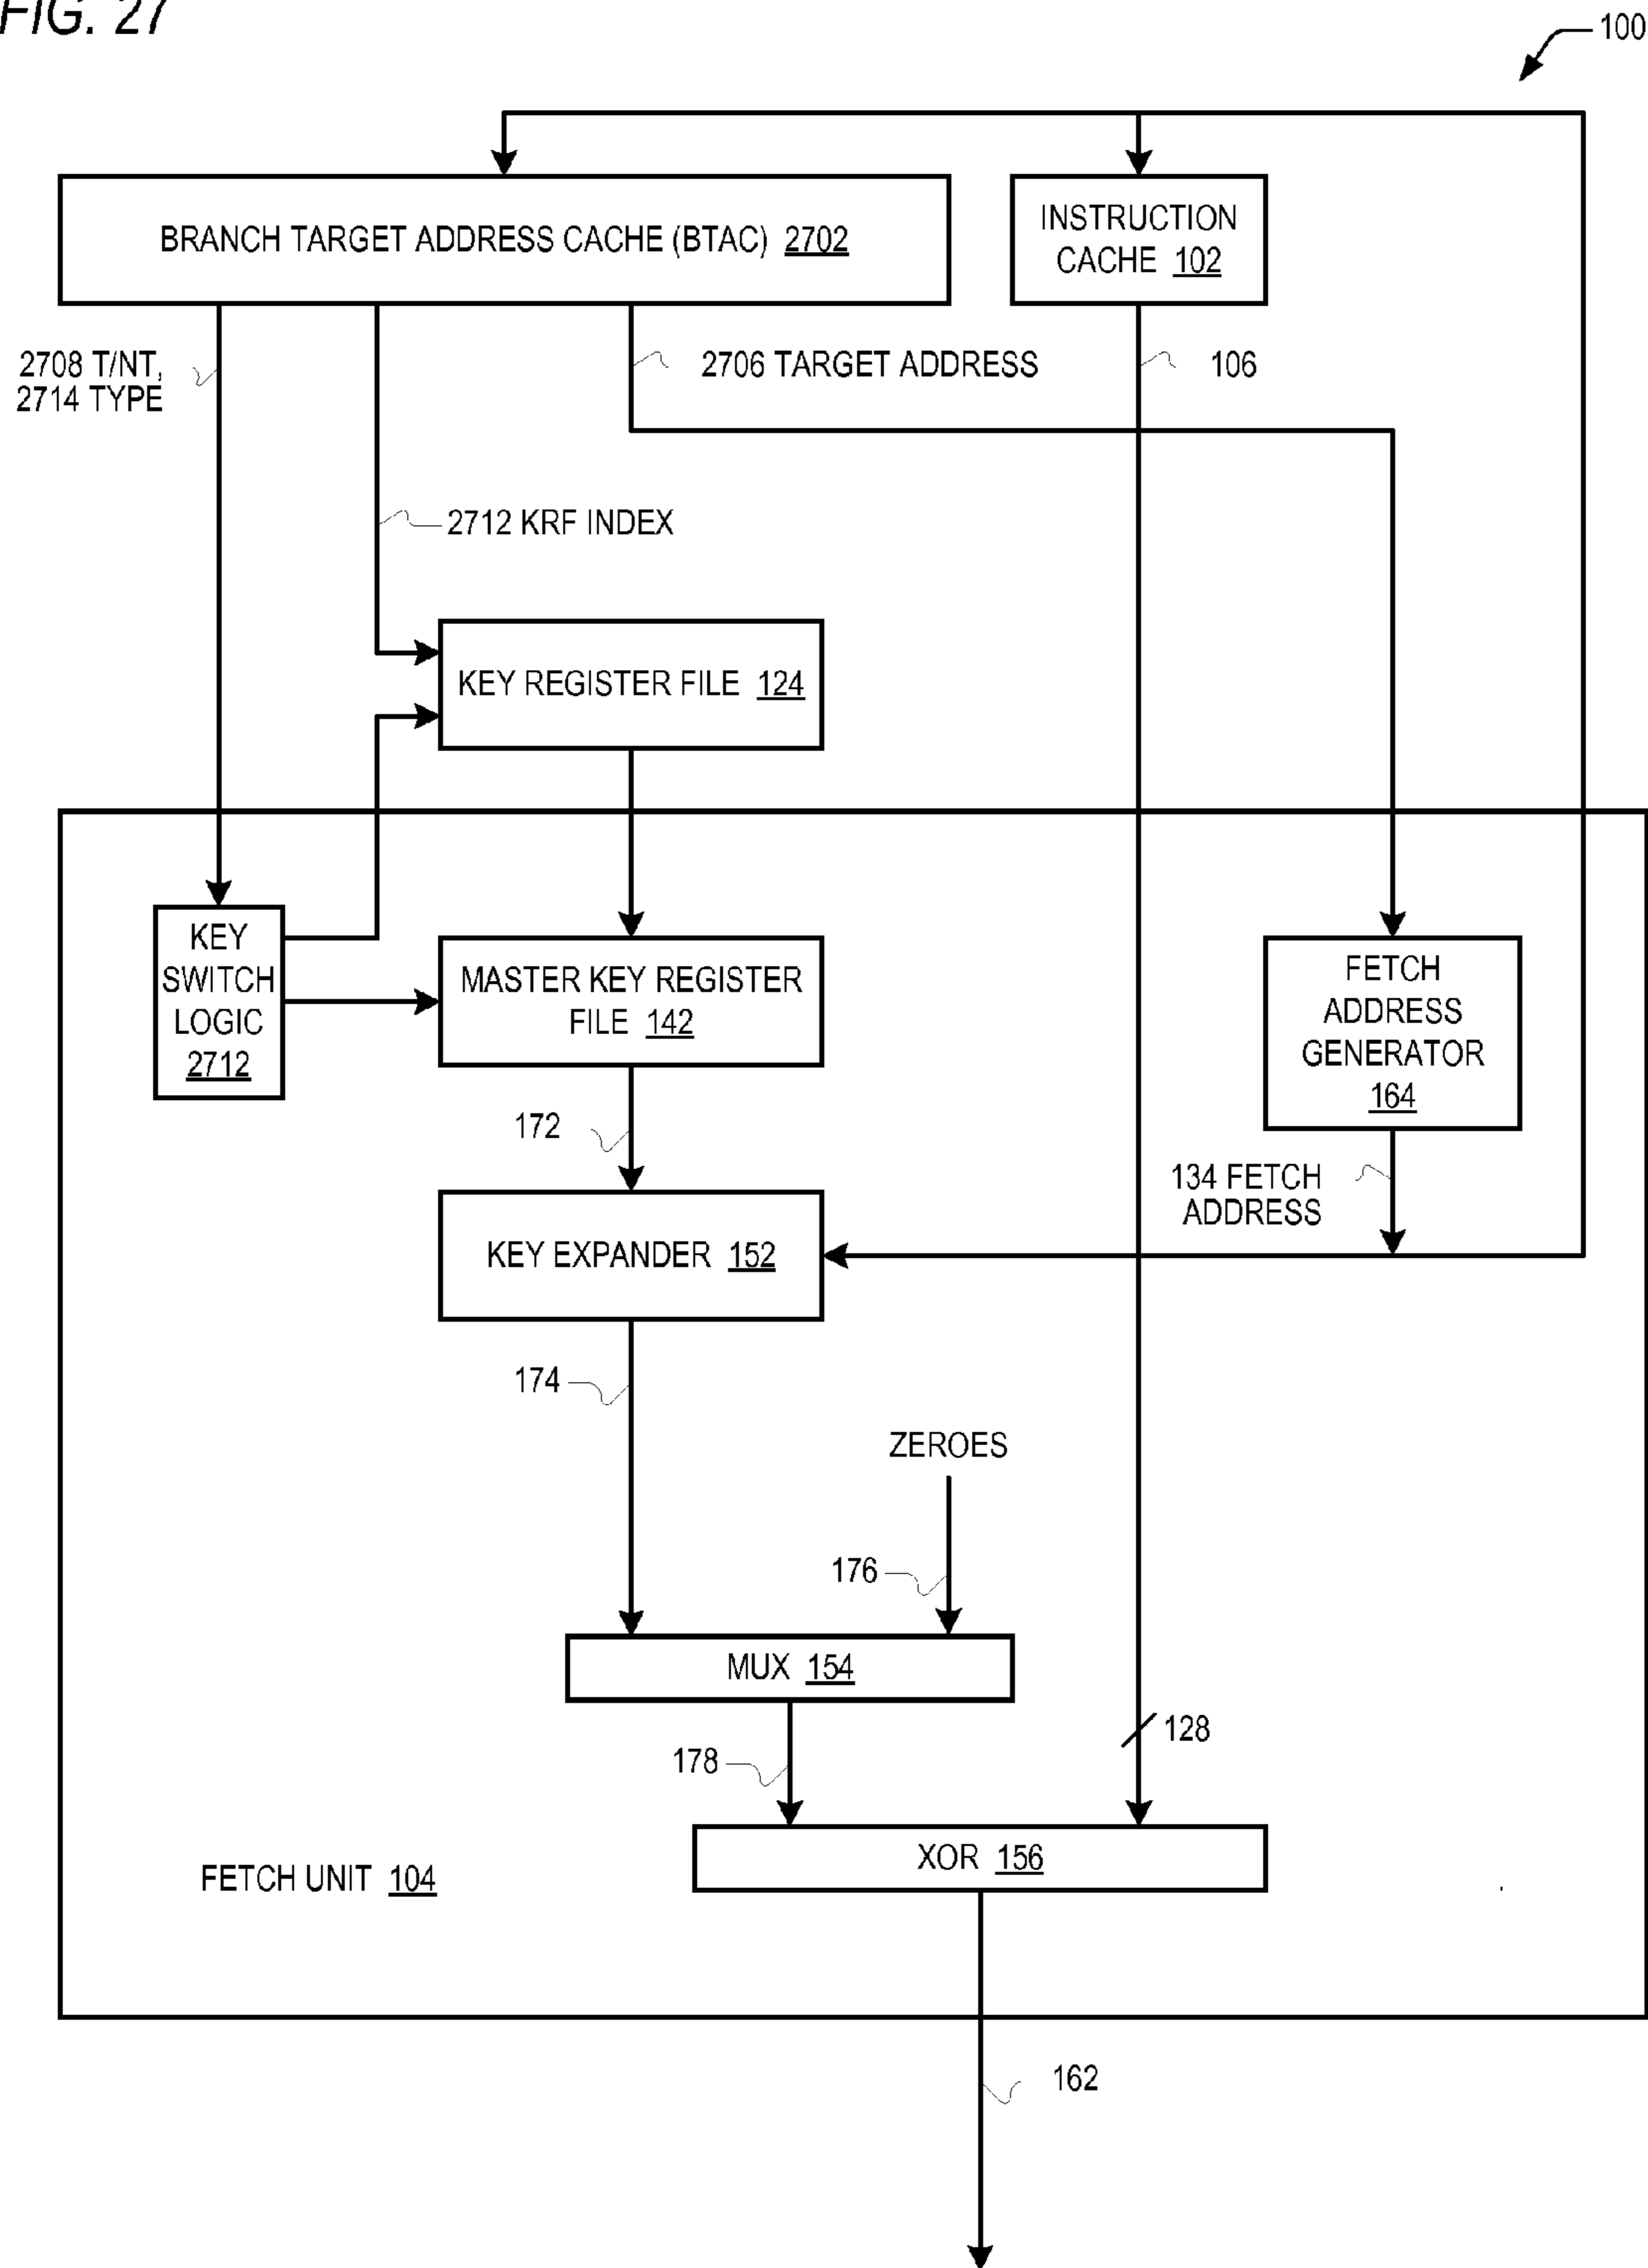 FIG. 27
100
BRANCH TARGET ADDRESS CACHE (BTAC) 2702
INSTRUCTION
CACHE 102
2708 T/NT,
2714 TYPE
2706 TARGET ADDRESS
106
2712 KRF INDEX
KEY REGISTER FILE 124
KEY
SWITCH
LOGIC
2712
MASTER KEY REGISTER
FILE 142
FETCH
ADDRESS
GENERATOR
164
172
134 FETCH
ADDRESS
KEY EXPANDER 152
174
ZEROES
176
MUX 154
128
178
XOR 156
FETCH UNIT 104
162